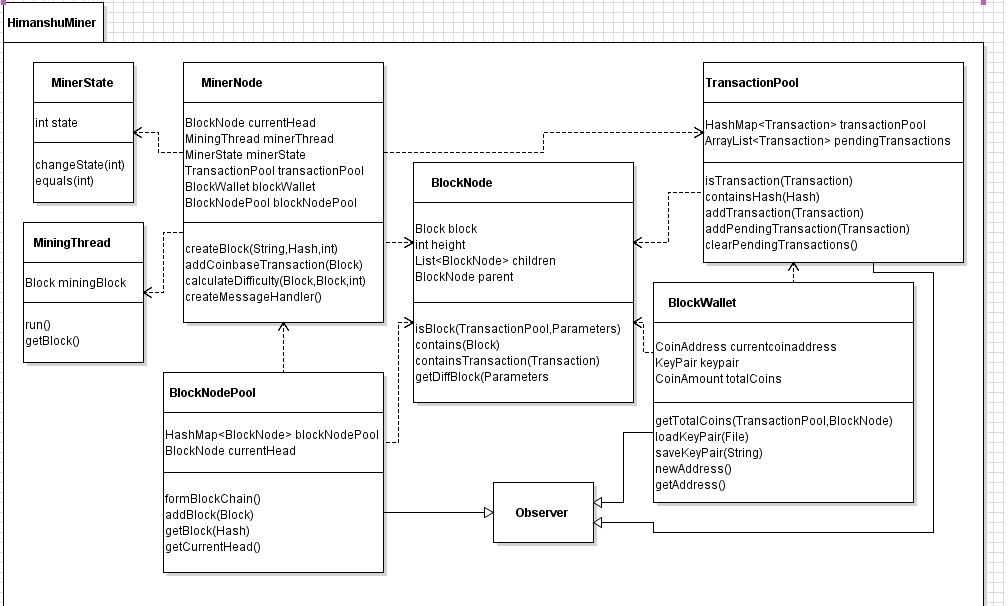 HimanshuMiner
MinerState
int state
changeState(int)
equals(int)
MinerNode
BlockNode currentHead
MiningThread minerThread
MinerState minerState
TransactionPool transactionPool
BlockWallet blockWallet
BlockNodePool blockNodePool
createBlock(String,Hash,int)
addCoinbaseTransaction(Block)
calculateDifficulty(Block,Block,int)
createMessageHandler()
TransactionPool
HashMap<Transaction> transactionPool
ArrayList<Transaction> pendingTransactions
isTransaction(Transaction)
containsHash(Hash)
addTransaction(Transaction)
addPendingTransaction(Transaction)
clearPendingTransactions()
BlockNode
Block block
int height
List<BlockNode> children
BlockNode parent
isBlock(TransactionPool,Parameters)
contains(Block)
containsTransaction(Transaction)
getDiffBlock(Parameters
MiningThread
Block miningBlock
run()
getBlock()
BlockWallet
CoinAddress currentcoinaddress
KeyPair keypair
CoinAmount totalCoins
getTotalCoins(TransactionPool,BlockNode)
loadKeyPair(File)
saveKeyPair(String)
newAddress()
getAddress()
BlockNodePool
HashMap<BlockNode> blockNodePool
BlockNode currentHead
formBlockChain()
addBlock(Block)
getBlock(Hash)
getCurrentHead()
Observer